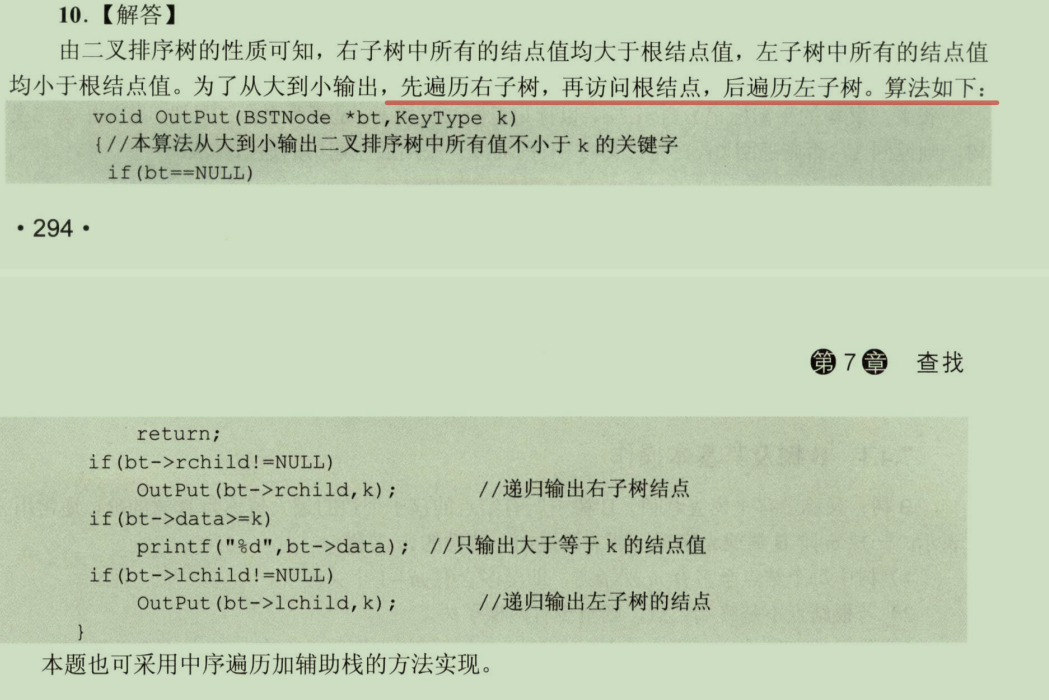 10.【解答】
由二叉排序树的性质可知，右子树中所有的结点值均大于根结点值，左子树中所有的结点值
均小于根结点值。为了从大到小输出，先遍历右子树，再访问根结点，后遍历左子树。算法如下：
void OutPut(BSTNode *bt,KeyType k)
{//本算法从大到小输出二叉排序树中所有值不小于 k 的关键字
if(bt==NULL)
·294·
第7章 查找
return;
if(bt->rchild!=NULL)
OutPut(bt->rchild,k); //递归输出右子树结点
if(bt->data>=k)
printf("%d",bt->data); //只输出大于等于 k 的结点值
if(bt->lchild!=NULL)
OutPut(bt->lchild,k); //递归输出左子树的结点
}
本题也可采用中序遍历加辅助栈的方法实现。